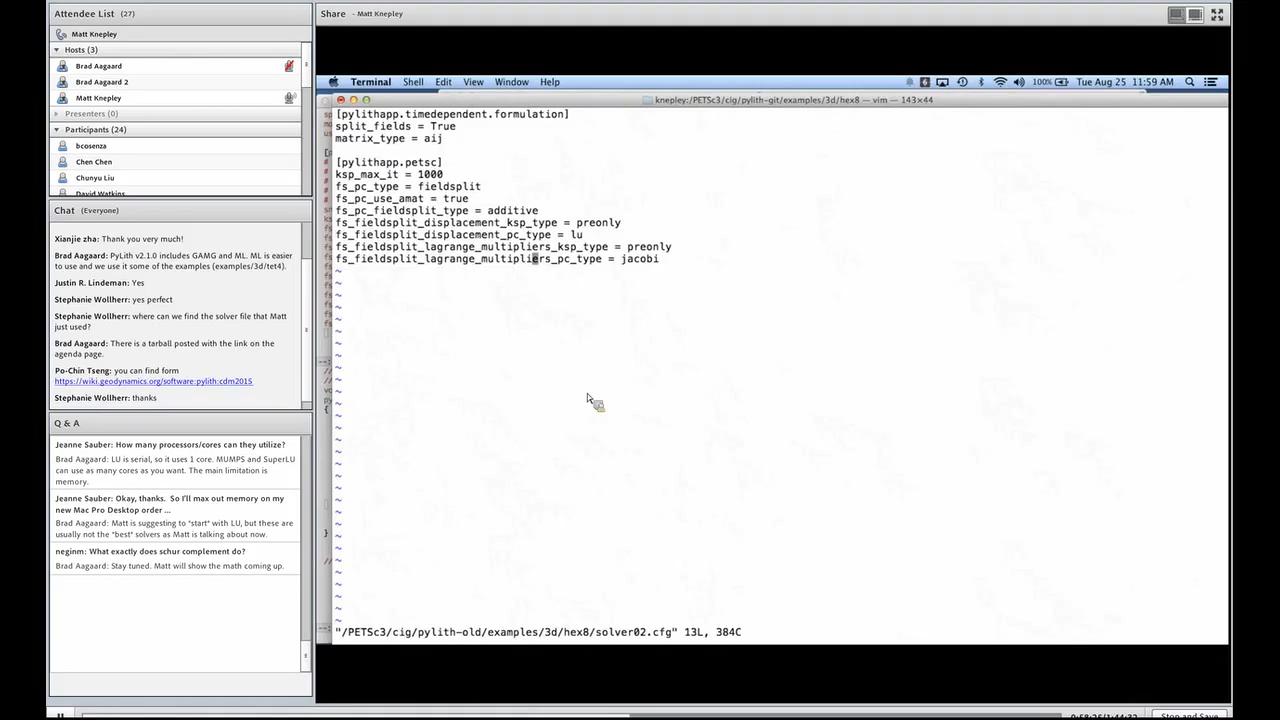 Attendee List (27)
Matt Knepley
Hosts (3)
Brad Aagaard
Brad Aagaard 2
Matt Knepley
Presenters (0)
Participants (24)
bcosenza
Chen Chen
Chunyu Liu
David Watkins
Chat (Everyone)
Xianjie zha: Thank you very much!
Brad Aagaard: PyLith v2.1.0 includes GAMG and ML. ML is easier
to use and we use it some of the examples (examples/3d/tet4).
Justin R. Lindeman: Yes
Stephanie Wollherr: yes perfect
Stephanie Wollherr: where can we find the solver file that Matt
just used?
Brad Aagaard: There is a tarball posted with the link on the
agenda page.
Po-Chin Tseng: you can find form
https://wiki.geodynamics.org/software:pylith:cdm2015
Stephanie Wollherr: thanks
Q & A
Jeanne Sauber: How many processors/cores can they utilize?
Brad Aagaard: LU is serial, so it uses 1 core. MUMPS and SuperLU
can use as many cores as you want. The main limitation is
memory.
Jeanne Sauber: Okay, thanks. So I'll max out memory on my
new Mac Pro Desktop order ...
Brad Aagaard: Matt is suggesting to *start* with LU, but these are
usually not the *best* solvers as Matt is talking about now.
neginm: What exactly does schur complement do?
Brad Aagaard: Stay tuned. Matt will show the math coming up.
Share - Matt Knepley
Terminal Shell Edit View Window Help 100% Tue Aug 25 11:59 AM
knepley:/PETSc3/cig/pylith-git/examples/3d/hex8 — vim — 143×44
[pylithapp.timedependent.formulation]
split_fields = True
matrix_type = aij
[pylithapp.petsc]
ksp_max_it = 1000
fs_pc_type = fieldsplit
fs_pc_use_amat = true
fs_pc_fieldsplit_type = additive
fs_fieldsplit_displacement_ksp_type = preonly
fs_fieldsplit_displacement_pc_type = lu
fs_fieldsplit_lagrange_multipliers_ksp_type = preonly
fs_fieldsplit_lagrange_multipliers_pc_type = jacobi
"/PETSc3/cig/pylith-old/examples/3d/hex8/solver02.cfg" 13L, 384C
0:58:26/1:44:32
Stop and Save